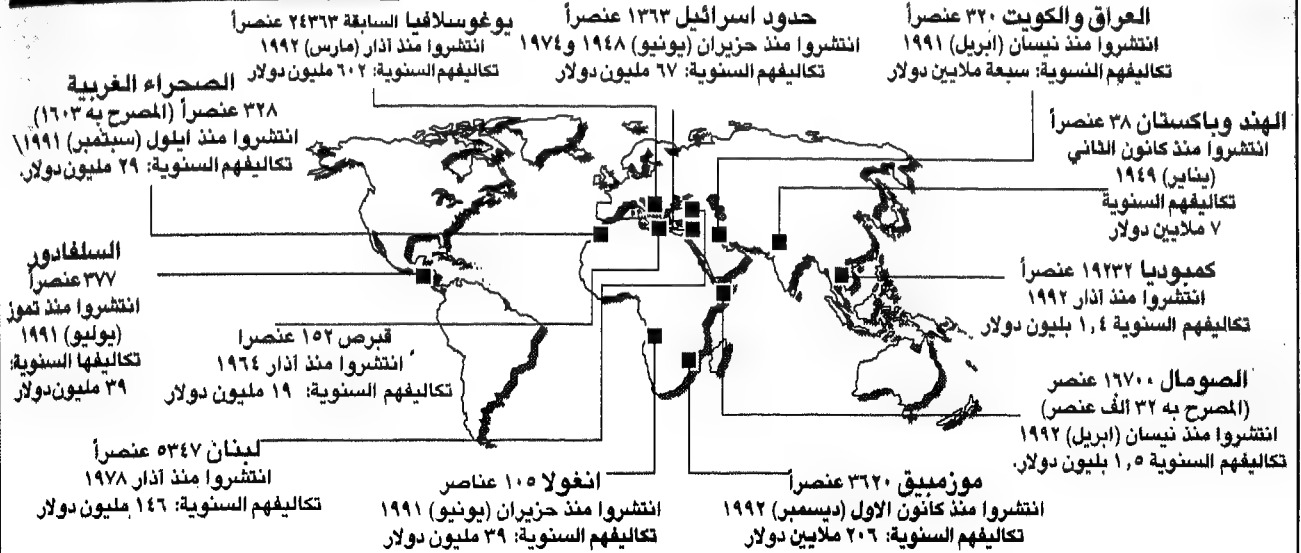 العراق والكويت ٣٢٠ عنصراً
انتشروا منذ نيسان (ابريل) ١٩٩١
تكاليفهم النسوية: سبعة ملايين دولار
حدود اسرائيل ١٣٦٣ عنصراً
انتشروا منذ حزيران (يونيو) ١٩٤٨ و١٩٧٤
تكاليفهم السنوية: ٦٧ مليون دولار
يوغوسلافيا السابقة ٢٤٣٦٣ عنصراً
انتشروا منذ آذار (مارس) ١٩٩٢
تكاليفهم السنوية: ٦٠٢ مليون دولار
الصحراء الغربية
٣٢٨ عنصراً (المصرح به ١٦٠٣)
انتشروا منذ ايلول (سبتمبر) ١٩٩١\
تكاليفهم السنوية: ٢٩ مليون دولار.
الهند وباكستان ٣٨ عنصراً
انتشروا منذ كانون الثاني
(يناير) ١٩٤٩
تكاليفهم السنوية
٧ ملايين دولار
السلفادور
٣٧٧ عنصراً
انتشروا منذ تموز
(يوليو) ١٩٩١
تكاليفها السنوية:
٣٩ مليون دولار
كمبوديا ١٩٢٣٢ عنصراً
انتشروا منذ آذار ١٩٩٢
تكاليفهم السنوية ١,٤ بليون دولار
قبرص ١٥٢ عنصرا
انتشروا منذ آذار ١٩٦٤
تكاليفهم السنوية: ١٩ مليون دولار
الصومال ١٦٧٠٠ عنصر
(المصرح به ٣٢ ألف عنصر)
انتشروا منذ نيسان (ابريل) ١٩٩٢
تكاليفهم السنوية ١,٥ بليون دولار.
لبنان ٥٣٤٧ عنصراً
انتشروا منذ آذار ١٩٧٨
تكاليفهم السنوية: ١٤٦ مليون دولار
انغولا ١٠٥ عناصر
انتشروا منذ حزيران (يونيو) ١٩٩١
تكاليفهم السنوية: ٣٩ مليون دولار
موزمبيق ٣٦٢٠ عنصراً
انتشروا منذ كانون الاول (ديسمبر) ١٩٩٢
تكاليفهم السنوية: ٢٠٦ ملايين دولار